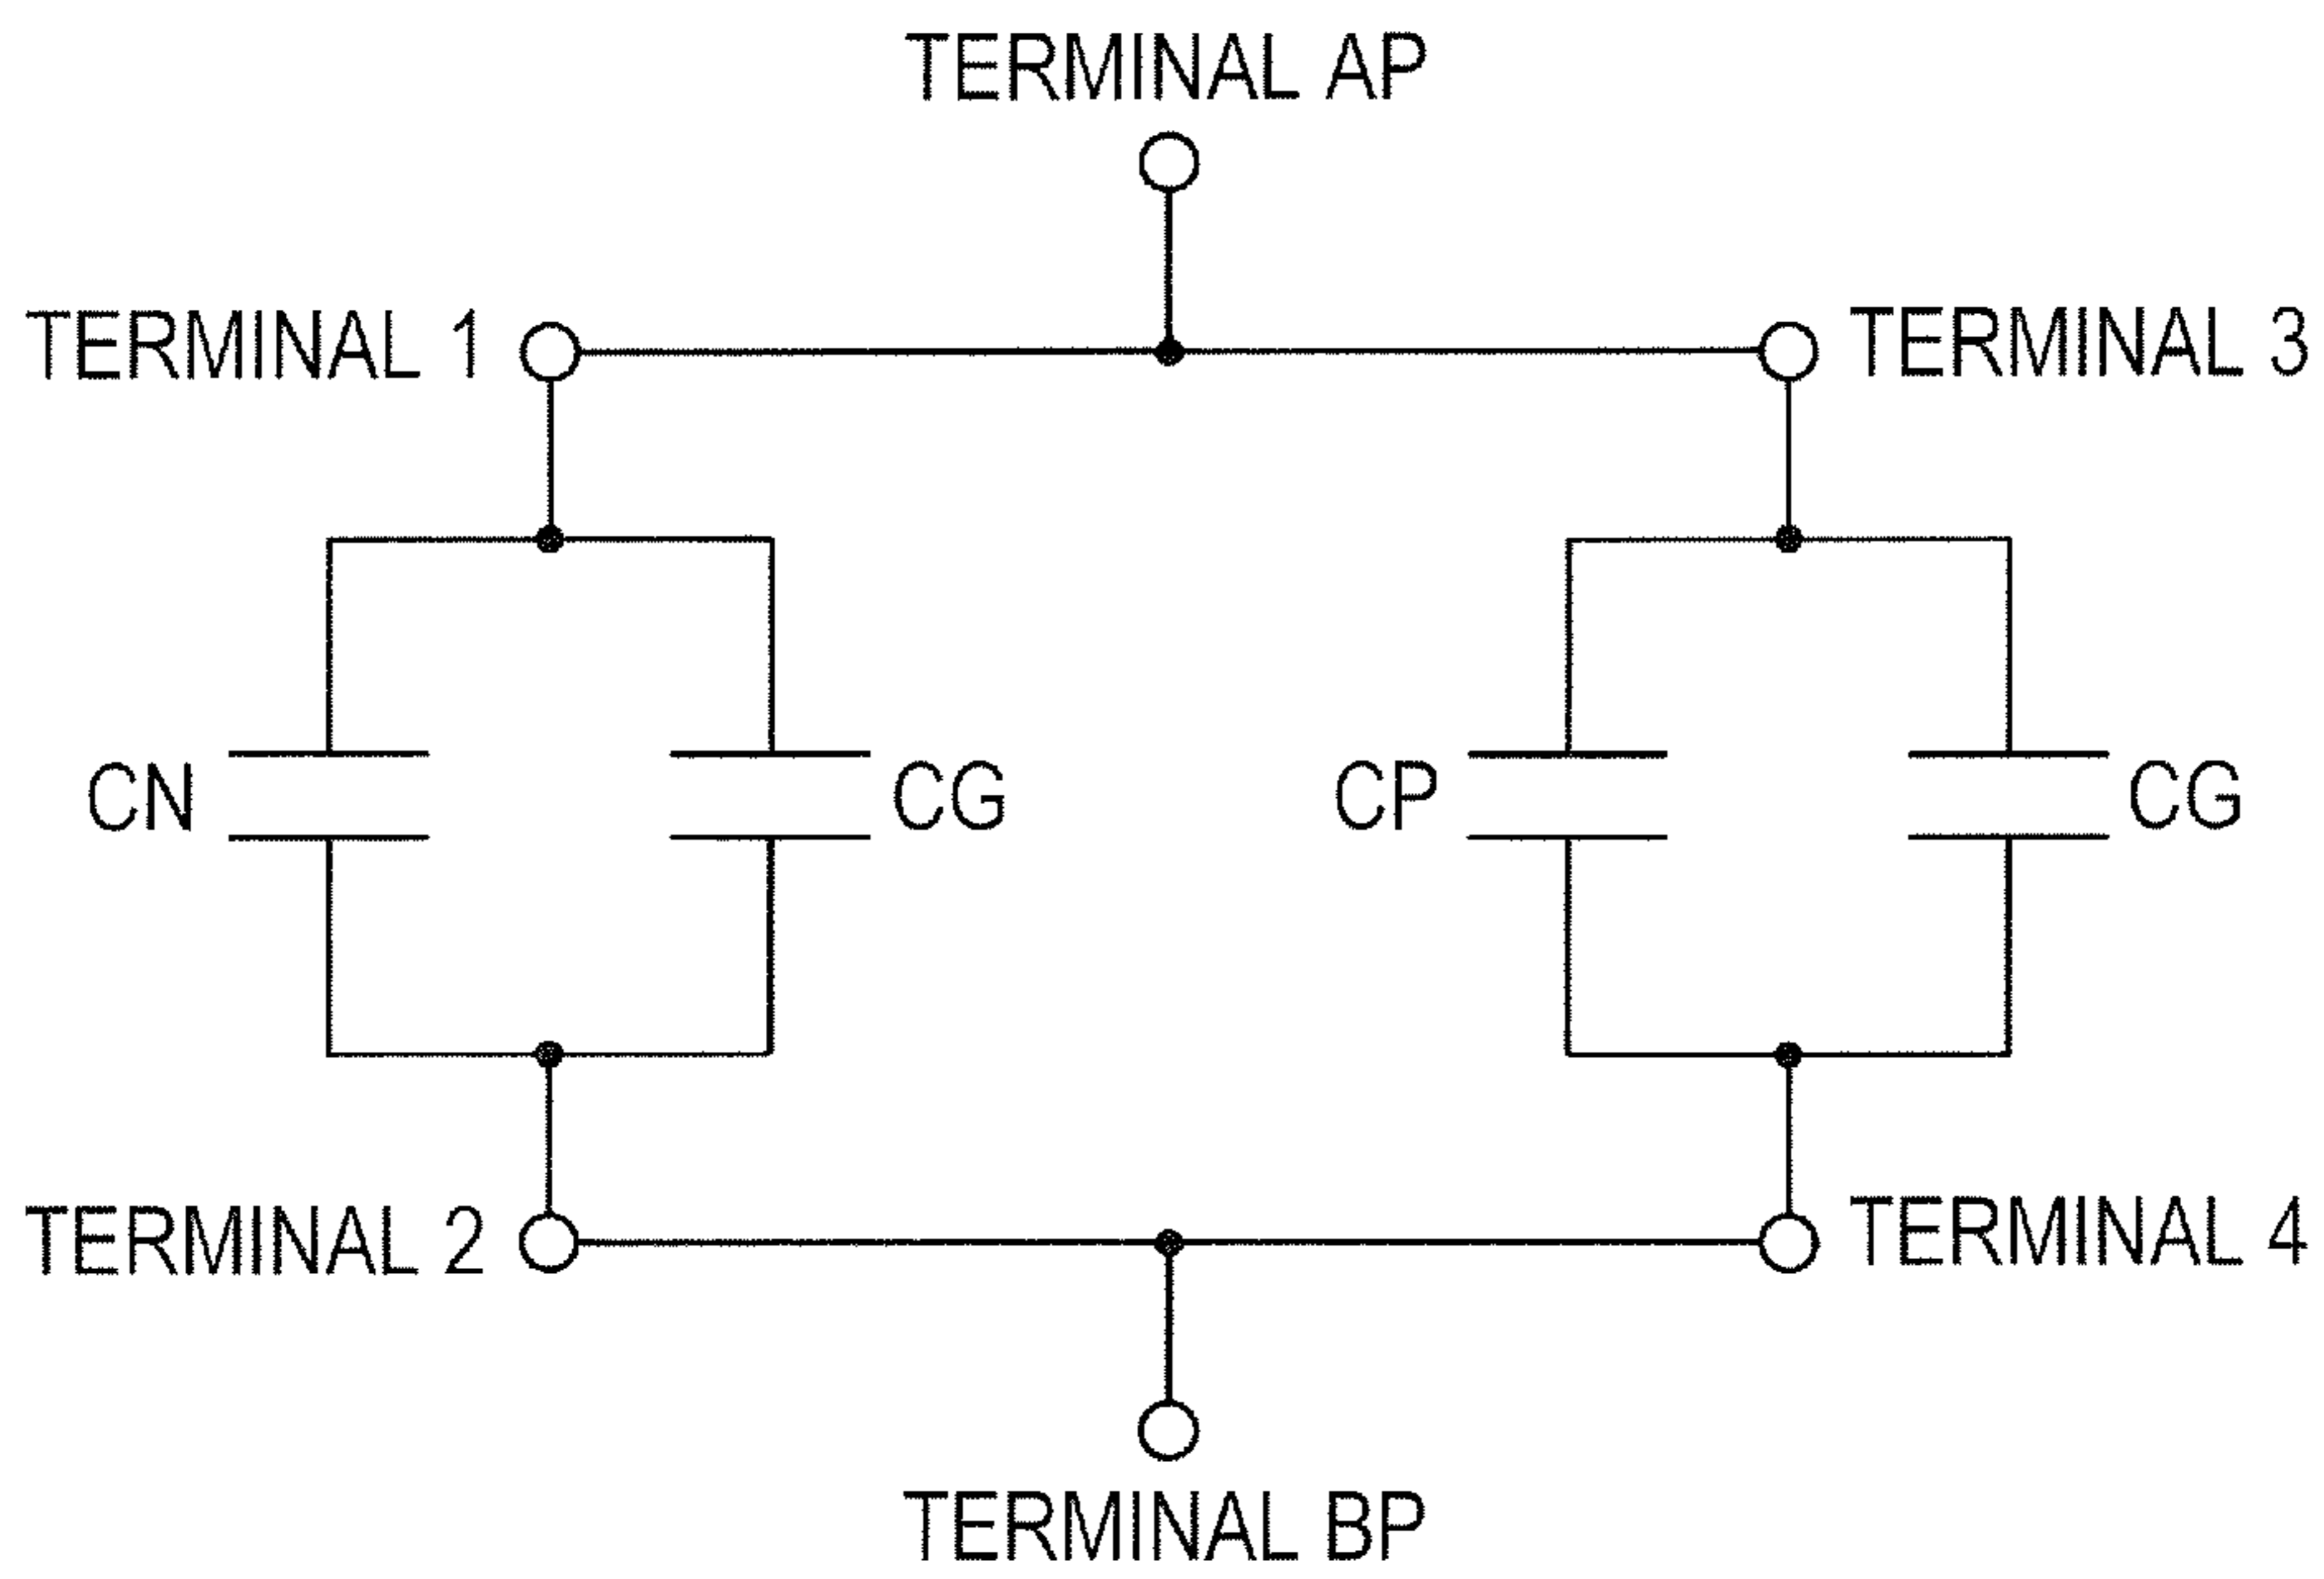 TERMINAL AP
TERMINAL 1
TERMINAL 3
CN
CG
CP
CG
TERMINAL 2
TERMINAL 4
TERMINAL BP